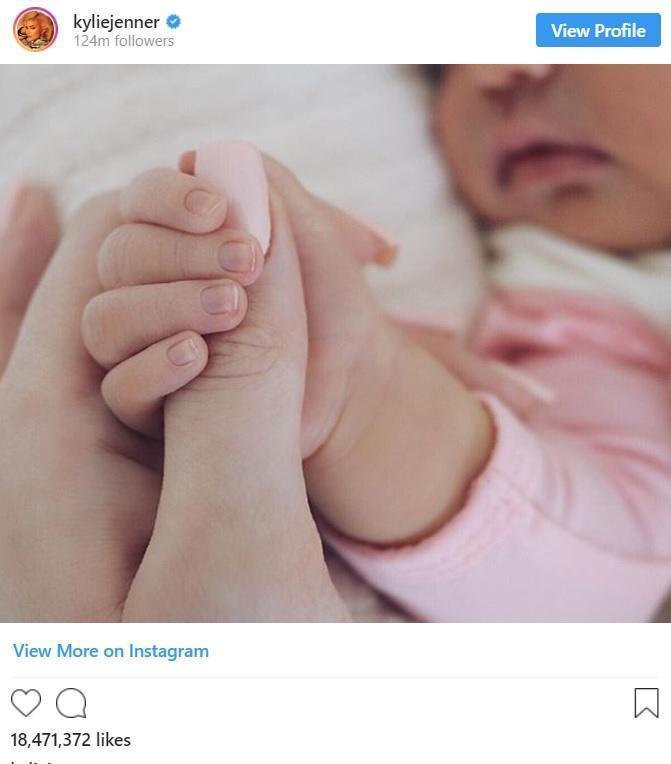 kyliejenner
124m followers
View Profile
View More on Instagram
18,471,372 likes